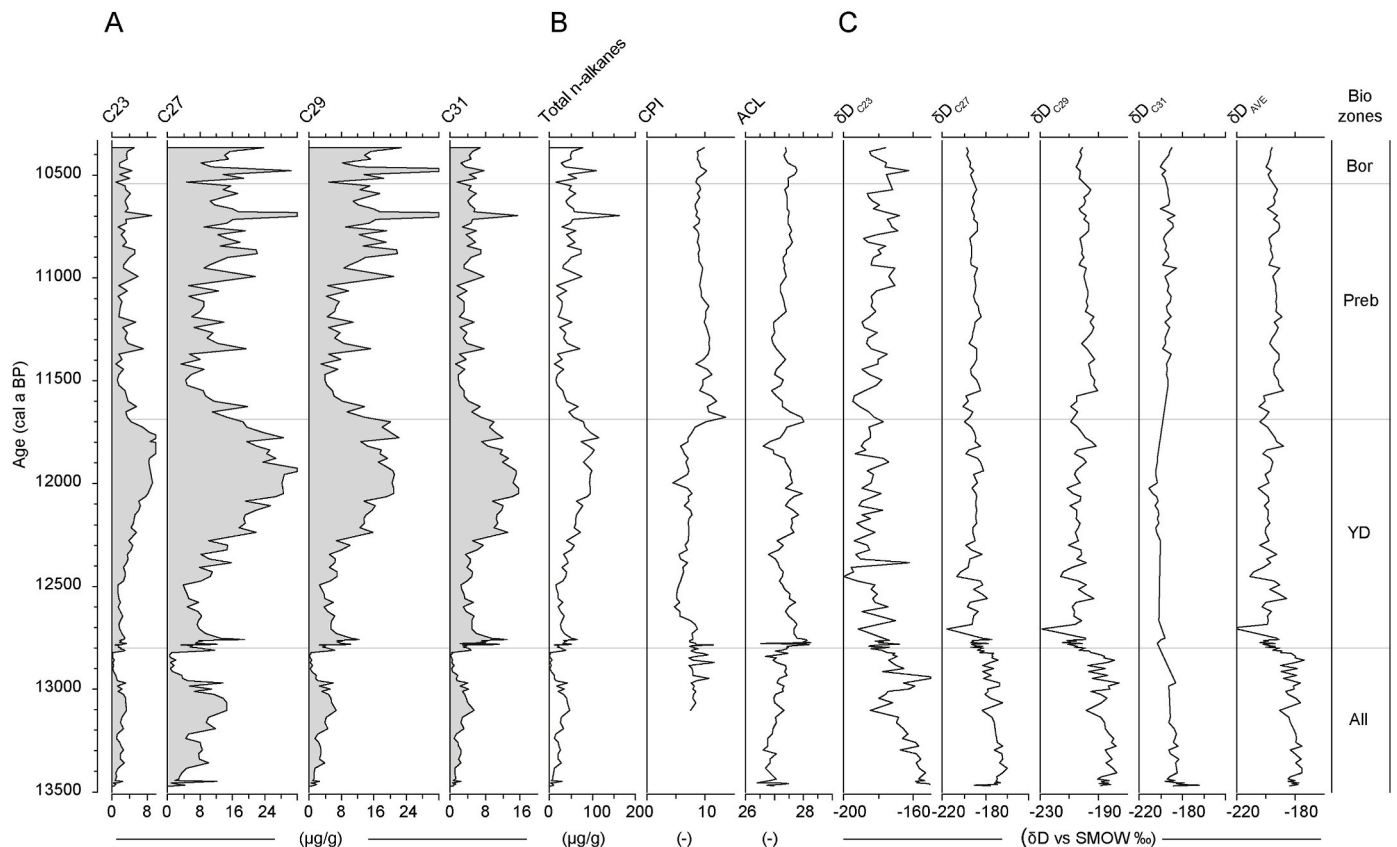 A B C
C23 C27 C29 C31 Total n-alkanes CPI ACL δD C23 δD C27 δD C29 δD C31 δD AVE Bio zones
Age (cal a BP)
10500 Bor
11000
Preb
11500
12000
YD
12500
13000
All
13500
0 8 0 8 16 24 0 8 16 24 0 8 16 0 100 200 10 26 28 -200 -160 -220 -180 -230 -190 -230 -180 -220 -180
(µg/g) (µg/g) (-) (-) (δD vs SMOW ‰)